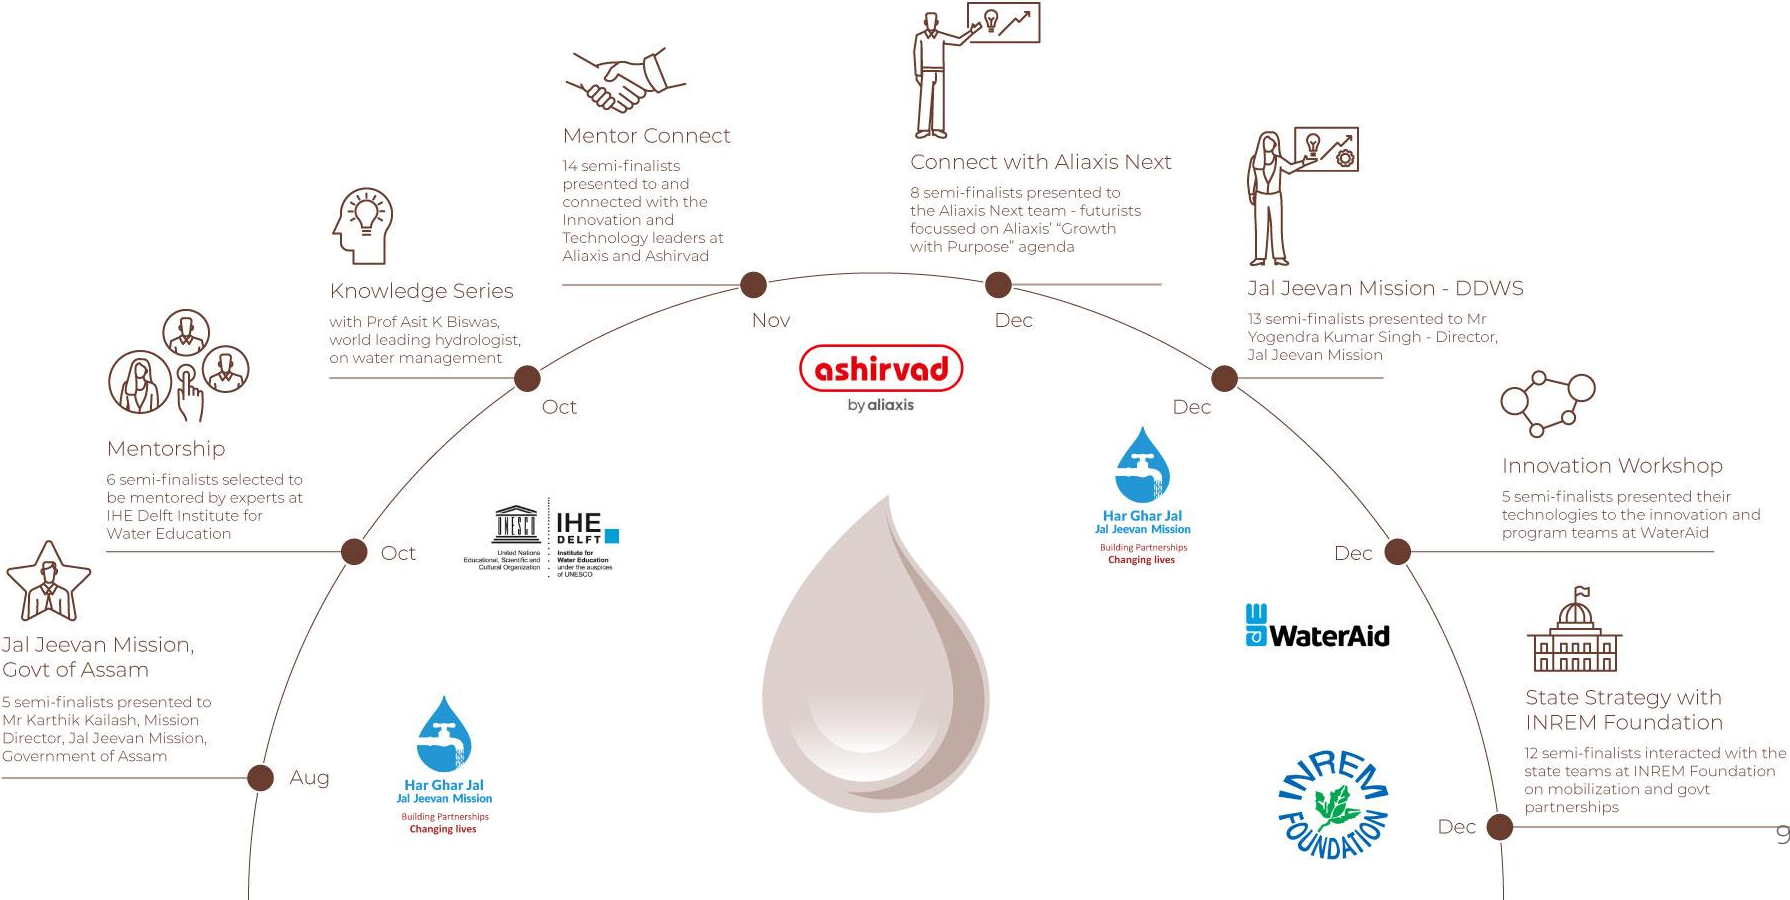 Mentor Connect
14 semi-finalists
presented to and
connected with the
Innovation and
Technology leaders at
Aliaxis and Ashirvad
Nov
Connect with Aliaxis Next
8 semi-finalists presented to
the Aliaxis Next team - futurists
focussed on Aliaxis' “Growth
with Purpose” agenda
Dec
Knowledge Series
with Prof Asit K Biswas,
world leading hydrologist,
on water management
Oct
Jal Jeevan Mission - DDWS
13 semi-finalists presented to Mr
Yogendra Kumar Singh - Director,
Jal Jeevan Mission
Dec
ashirvad
by aliaxis
Mentorship
6 semi-finalists selected to
be mentored by experts at
IHE Delft Institute for
Water Education
Oct
UNESCO
United Nations
Educational, Scientific and
Cultural Organization
IHE
DELFT
Institute for
Water Education
under the auspices
of UNESCO
Har Ghar Jal
Jal Jeevan Mission
Building Partnerships
Changing lives
Innovation Workshop
5 semi-finalists presented their
technologies to the innovation and
program teams at WaterAid
Dec
WaterAid
Jal Jeevan Mission,
Govt of Assam
5 semi-finalists presented to
Mr Karthik Kailash, Mission
Director, Jal Jeevan Mission,
Government of Assam
Aug
Har Ghar Jal
Jal Jeevan Mission
Building Partnerships
Changing lives
State Strategy with
INREM Foundation
12 semi-finalists interacted with the
state teams at INREM Foundation
on mobilization and govt
partnerships
Dec
INREM
FOUNDATION
9